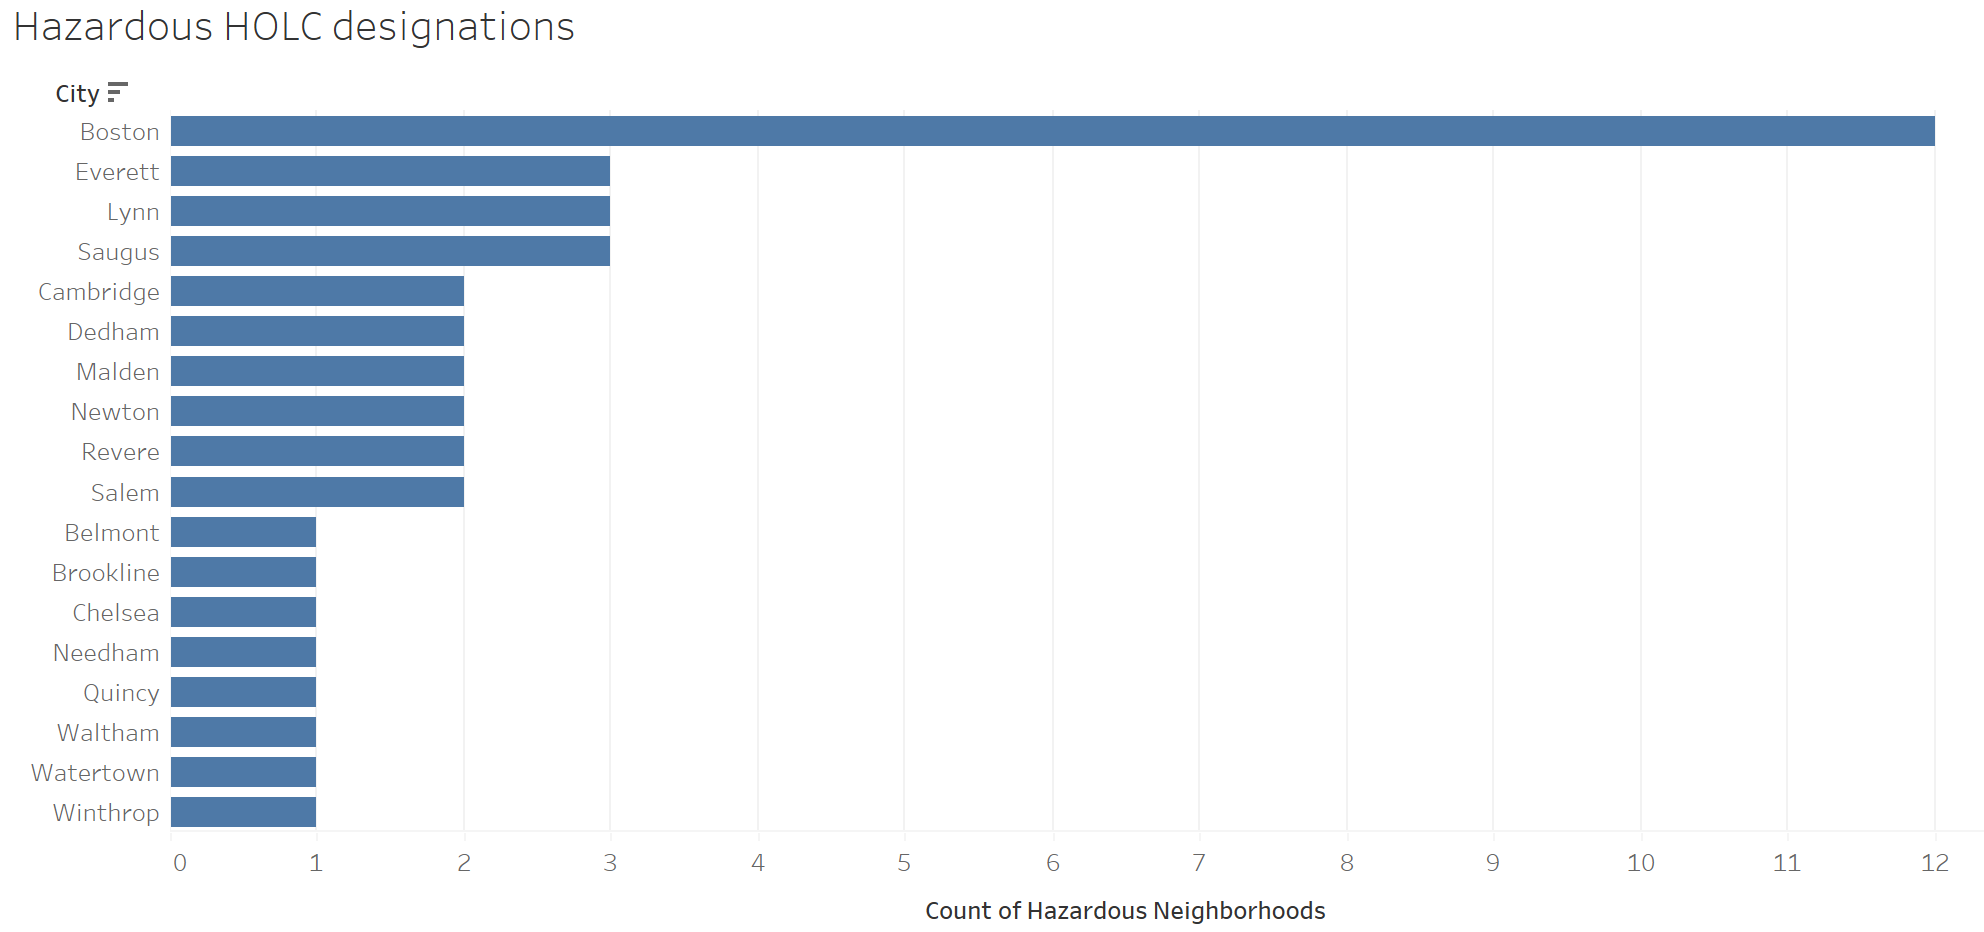 Hazardous HOLC designations
City
Boston
Everett
Lynn
Saugus
Cambridge
Dedham
Malden
Newton
Revere
Salem
Belmont
Brookline
Chelsea
Needham
Quincy
Waltham
Watertown
Winthrop
0 1 2 3 4 5 6 7 8 9 10 11 12
Count of Hazardous Neighborhoods